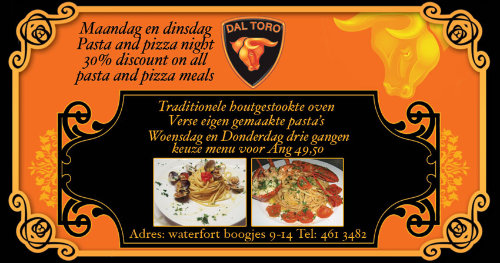 Maandag en dinsdag
Pasta and pizza night
30% discount on all
pasta and pizza meals
DAL TORO
Traditionele houtgestookte oven
Verse eigen gemaakte pasta's
Woensdag en Donderdag drie gangen
keuze menu voor Ang 49,50
Adres: waterfort boogjes 9-14 Tel: 461 3482